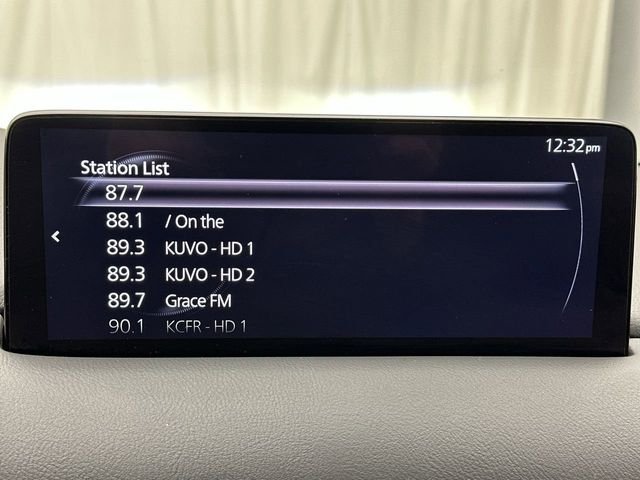 12:32pm
Station List
87.7
88.1 / On the
89.3 KUVO - HD 1
89.3 KUVO - HD 2
89.7 Grace FM
90.1 KCFR - HD 1